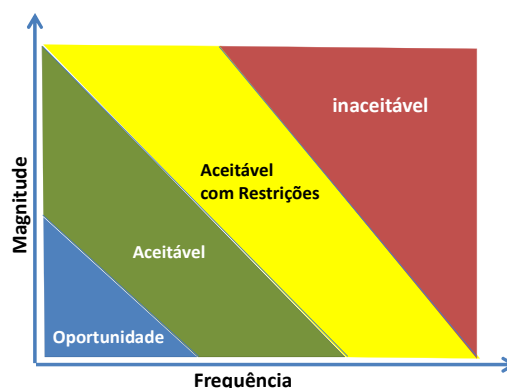 inaceitável
Aceitável
com Restrições
Magnitude
Aceitável
Oportunidade
Frequência